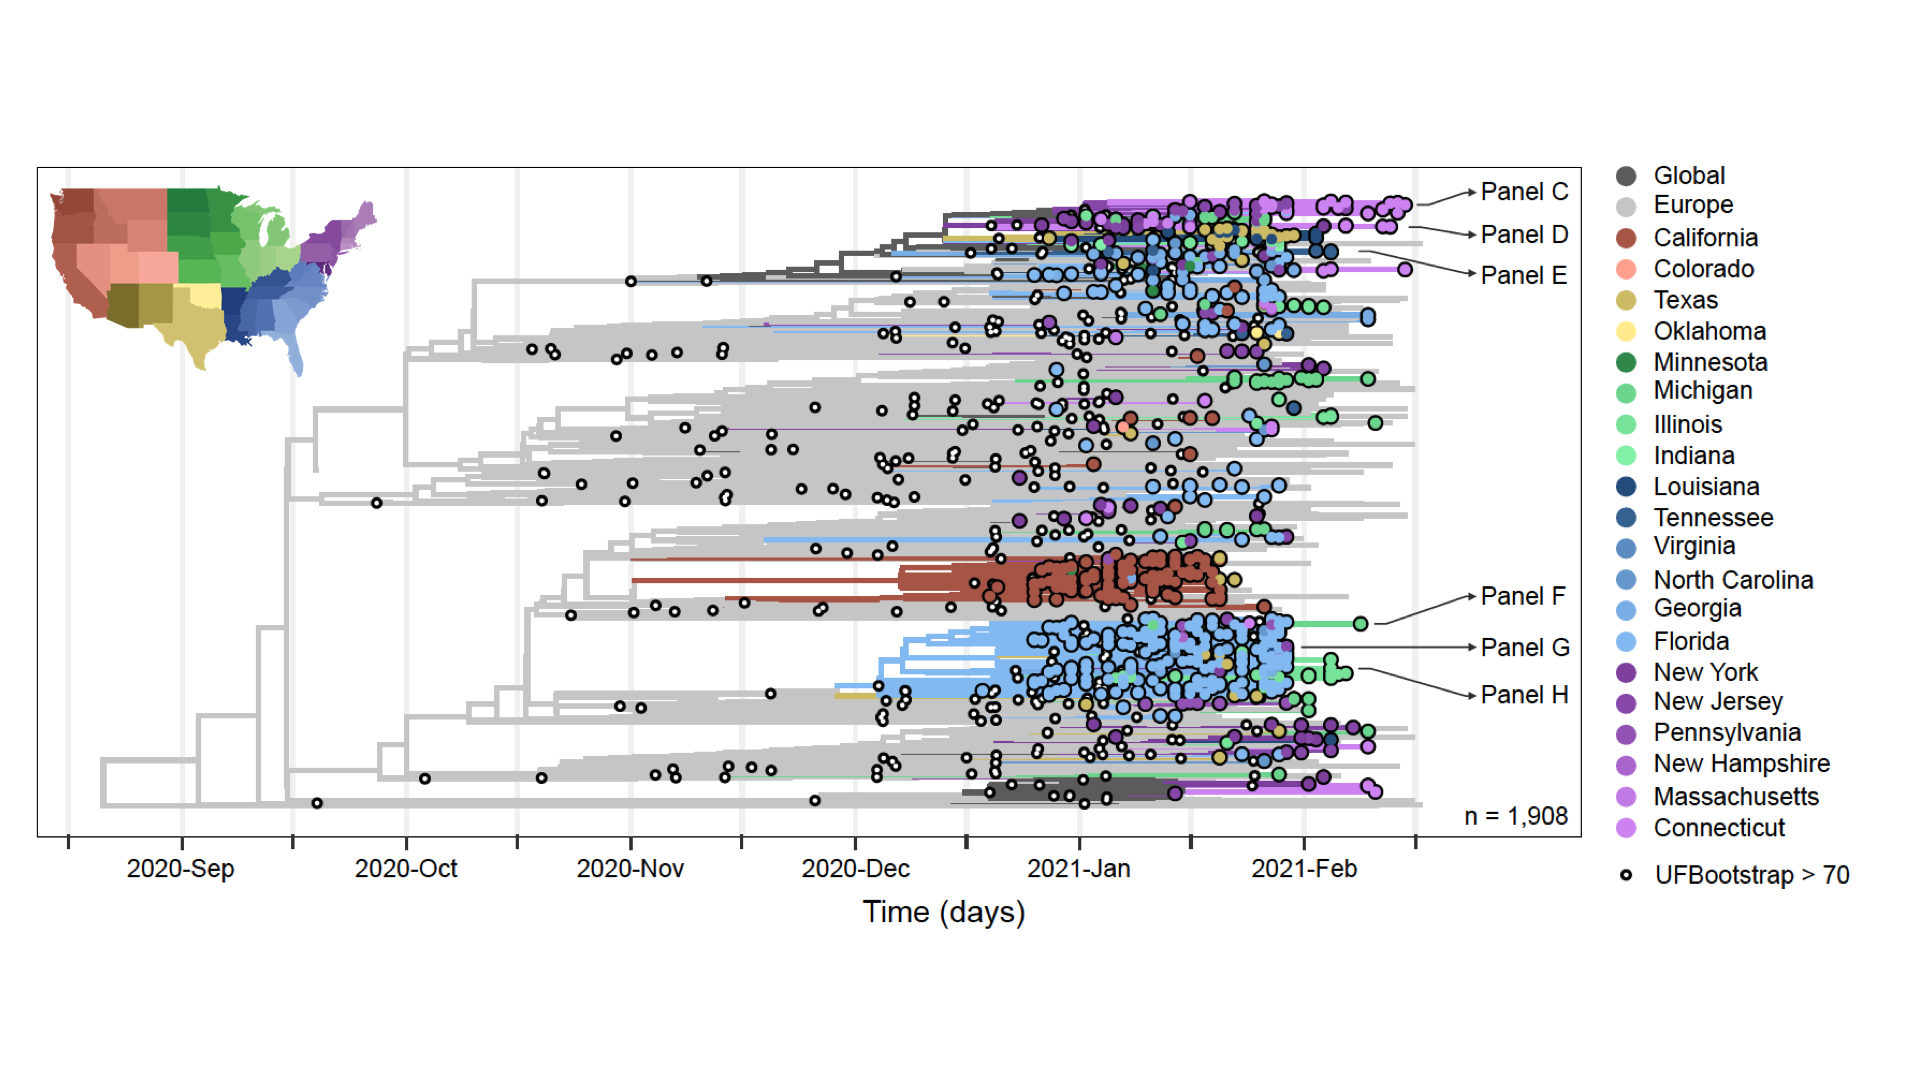 Panel C
Panel D
Panel E
Panel F
Panel G
Panel H
n = 1,908
2020-Sep
2020-Oct
2020-Nov
2020-Dec
2021-Jan
2021-Feb
Time (days)
Global
Europe
California
Colorado
Texas
Oklahoma
Minnesota
Michigan
Illinois
Indiana
Louisiana
Tennessee
Virginia
North Carolina
Georgia
Florida
New York
New Jersey
Pennsylvania
New Hampshire
Massachusetts
Connecticut
UFBootstrap > 70